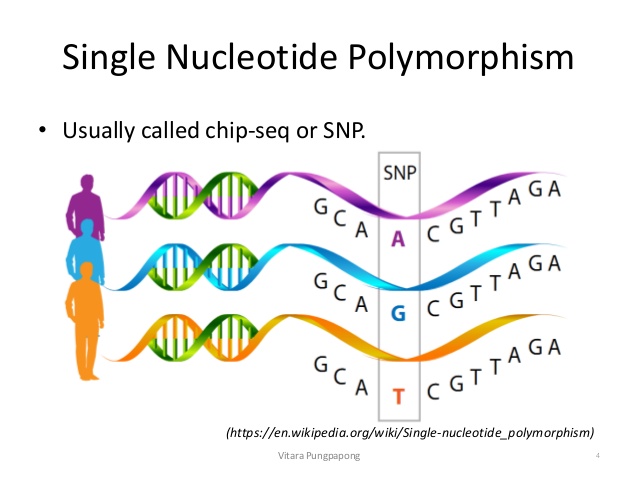 Single Nucleotide Polymorphism
• Usually called chip-seq or SNP.
SNP
G C A A C G T T A G A
G C A G C G T T A G A
G C A T C G T T A G A
(https://en.wikipedia.org/wiki/Single-nucleotide_polymorphism)
Vitara Pungpapong
4